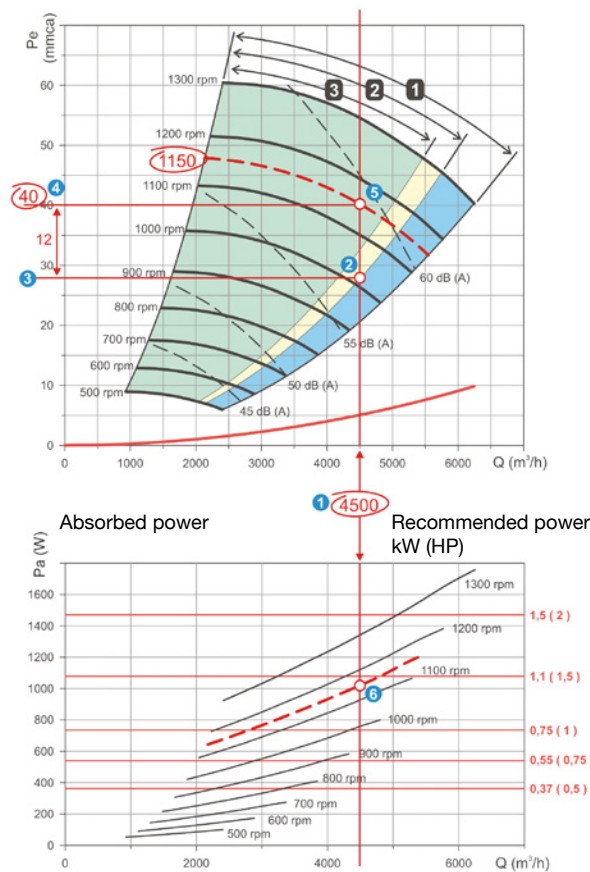 Pe
(mmca)
60
50
40
30
20
10
0
1300 rpm
1200 rpm
1150
1100 rpm
1000 rpm
900 rpm
800 rpm
700 rpm
600 rpm
500 rpm
3 2 1
4
40
12
3
5
2
60 dB (A)
55 dB (A)
50 dB (A)
45 dB (A)
0 1000 2000 3000 4000 5000 6000 Q (m³/h)
1 4500
Absorbed power
Recommended power
kW (HP)
Pa (W)
1600
1400
1200
1000
800
600
400
200
0
1300 rpm
1200 rpm
1100 rpm
1000 rpm
900 rpm
800 rpm
700 rpm
600 rpm
500 rpm
6
1,5 ( 2 )
1,1 ( 1,5 )
0,75 ( 1 )
0,55 ( 0,75
0,37 ( 0,5 )
0 2000 4000 6000 Q (m³/h)